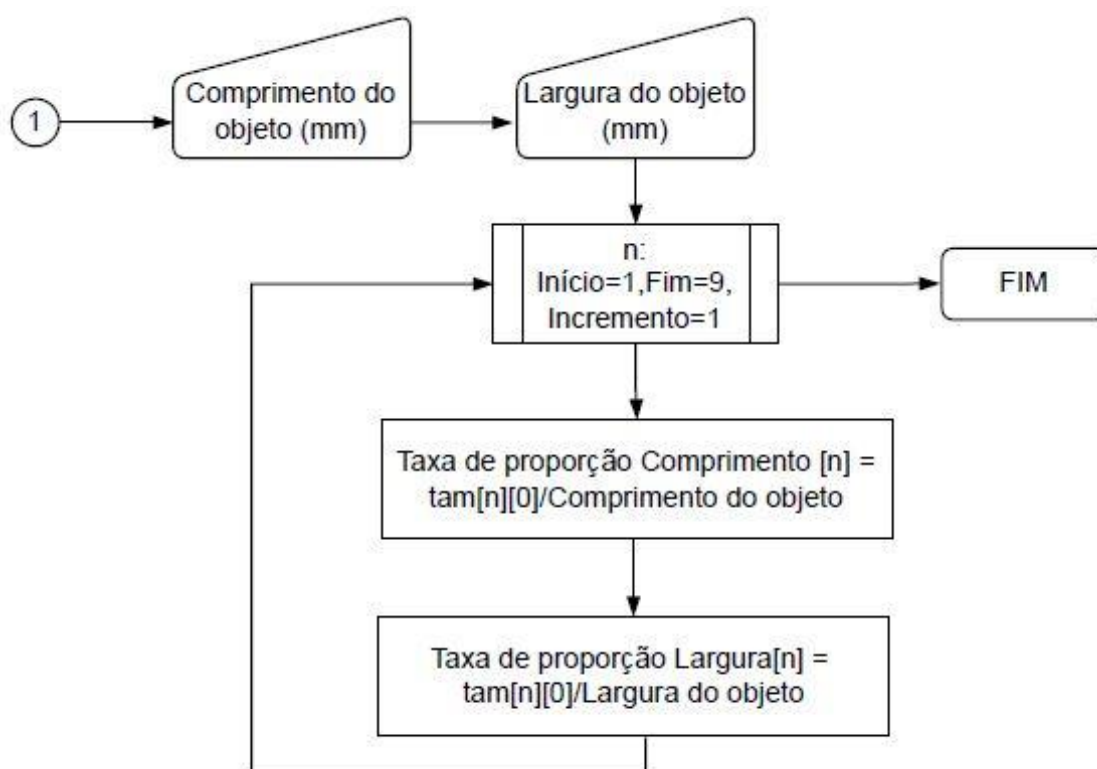 1
Comprimento do
objeto (mm)
Largura do objeto
(mm)
n:
Início=1,Fim=9,
Incremento=1
FIM
Taxa de proporção Comprimento [n] =
tam[n][0]/Comprimento do objeto
Taxa de proporção Largura[n] =
tam[n][0]/Largura do objeto